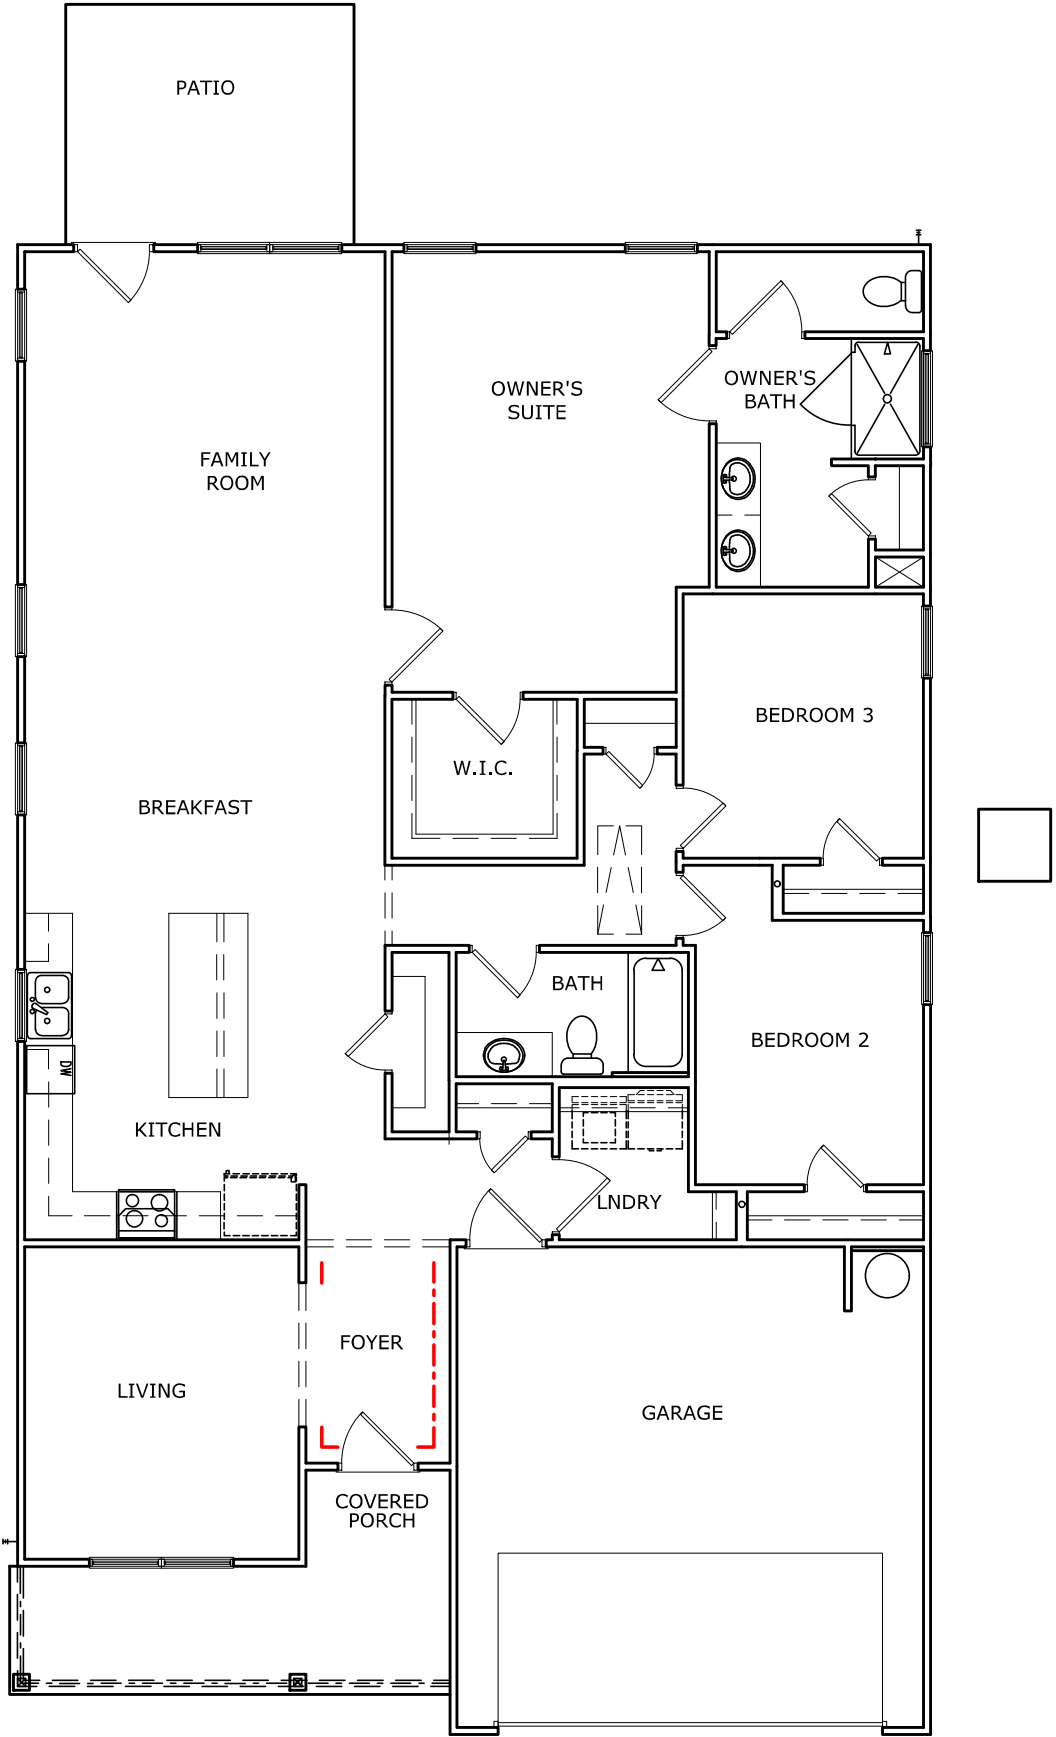 PATIO
OWNER'S
SUITE
OWNER'S
BATH
FAMILY
ROOM
BEDROOM 3
W.I.C.
BREAKFAST
BATH
BEDROOM 2
DW
KITCHEN
LNDRY
FOYER
LIVING
GARAGE
COVERED
PORCH